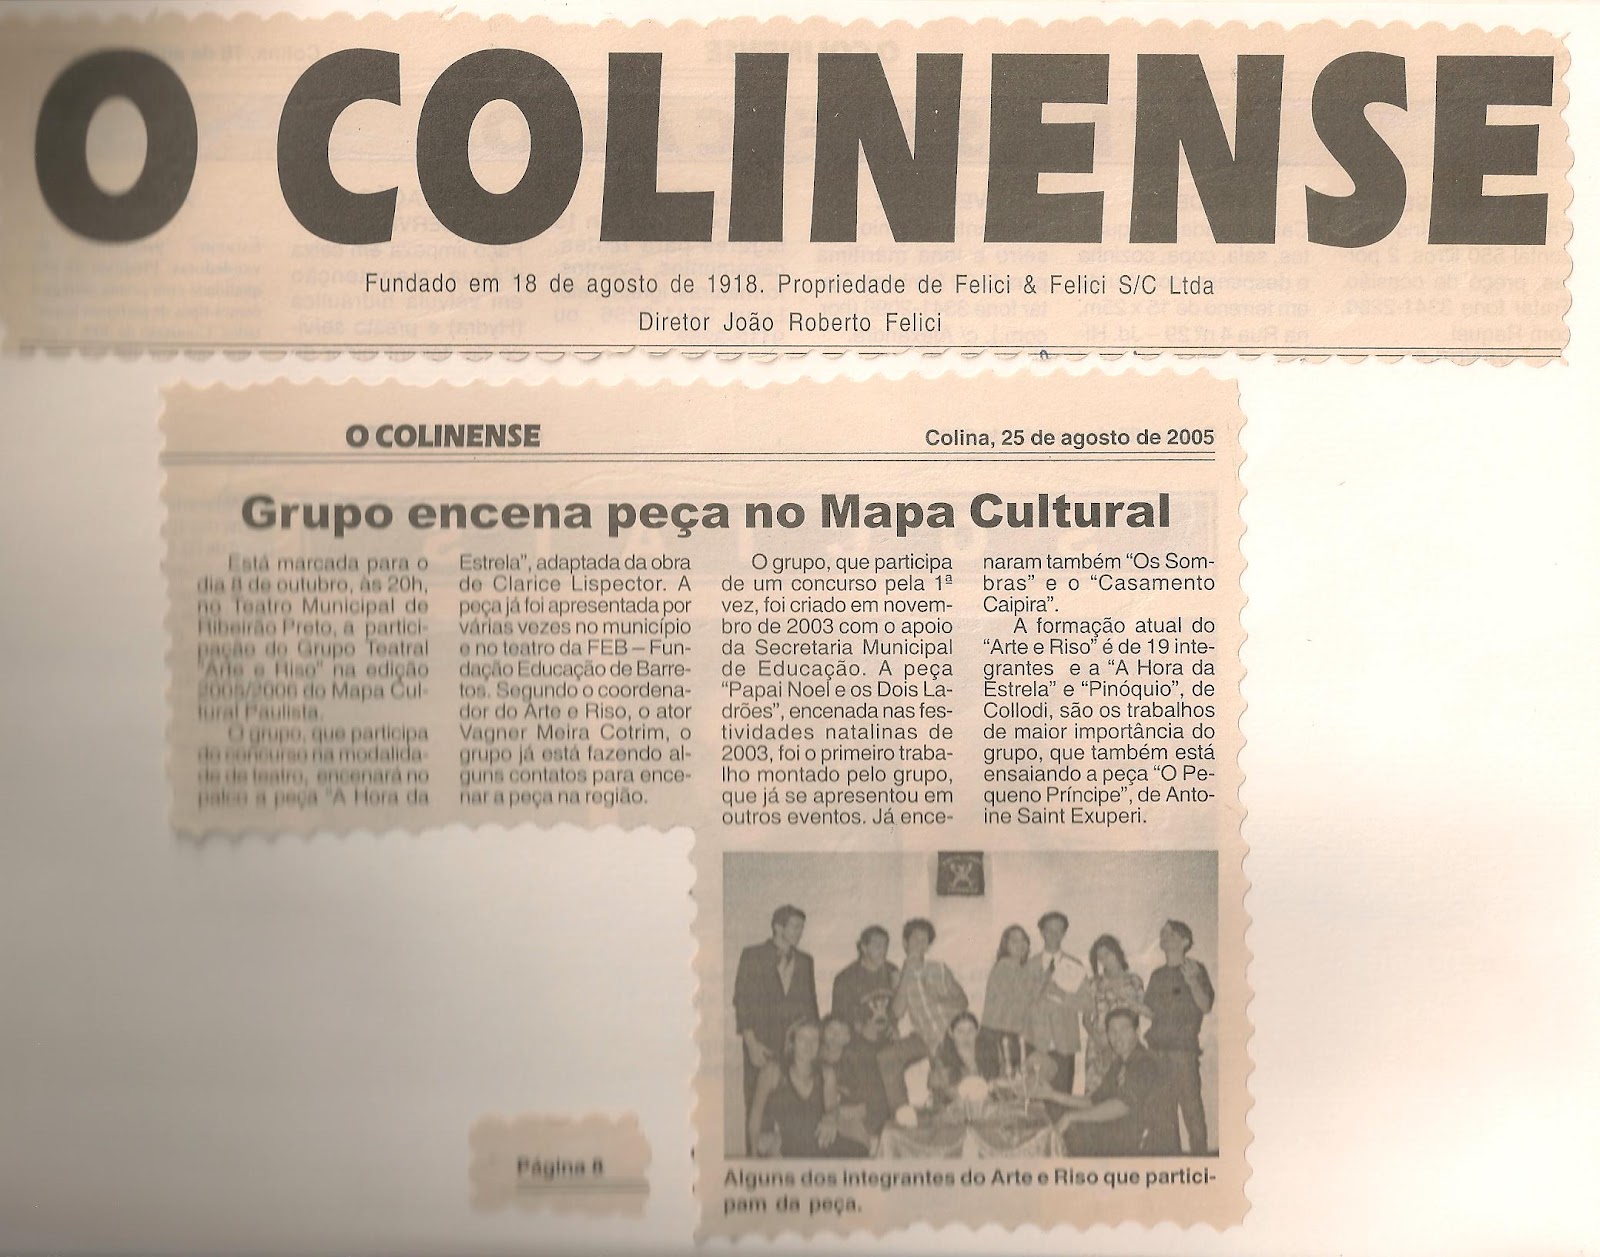 O COLINENSE
Fundado em 18 de agosto de 1918. Propriedade de Felici & Felici S/C Ltda
Diretor João Roberto Felici
O COLINENSE
Colina, 25 de agosto de 2005
Grupo encena peça no Mapa Cultural
Está marcada para o
dia 8 de outubro, às 20h,
no Teatro Municipal de
Ribeirão Preto, a partici-
pação do Grupo Teatral
"Arte e Riso" na edição
2005/2006 do Mapa Cul-
tural Paulista.
O grupo, que participa
do concurso na modalida-
de de teatro, encenará no
palco a peça "A Hora da
Estrela", adaptada da obra
de Clarice Lispector. A
peça já foi apresentada por
várias vezes no município
e no teatro da FEB – Fun-
dação Educação de Barre-
tos. Segundo o coordena-
dor do Arte e Riso, o ator
Vagner Meira Cotrim, o
grupo já está fazendo al-
guns contatos para ence-
nar a peça na região.
O grupo, que participa
de um concurso pela 1ª
vez, foi criado em novem-
bro de 2003 com o apoio
da Secretaria Municipal
de Educação. A peça
"Papai Noel e os Dois La-
drões", encenada nas fes-
tividades natalinas de
2003, foi o primeiro traba-
lho montado pelo grupo,
que já se apresentou em
outros eventos. Já ence-
naram também "Os Som-
bras" e o "Casamento
Caipira".
A formação atual do
"Arte e Riso" é de 19 inte-
grantes e a "A Hora da
Estrela" e "Pinóquio", de
Collodi, são os trabalhos
de maior importância do
grupo, que também está
ensaiando a peça "O Pe-
queno Príncipe", de Anto-
ine Saint Exuperi.
Alguns dos integrantes do Arte e Riso que partici-
pam da peça.
Página 8